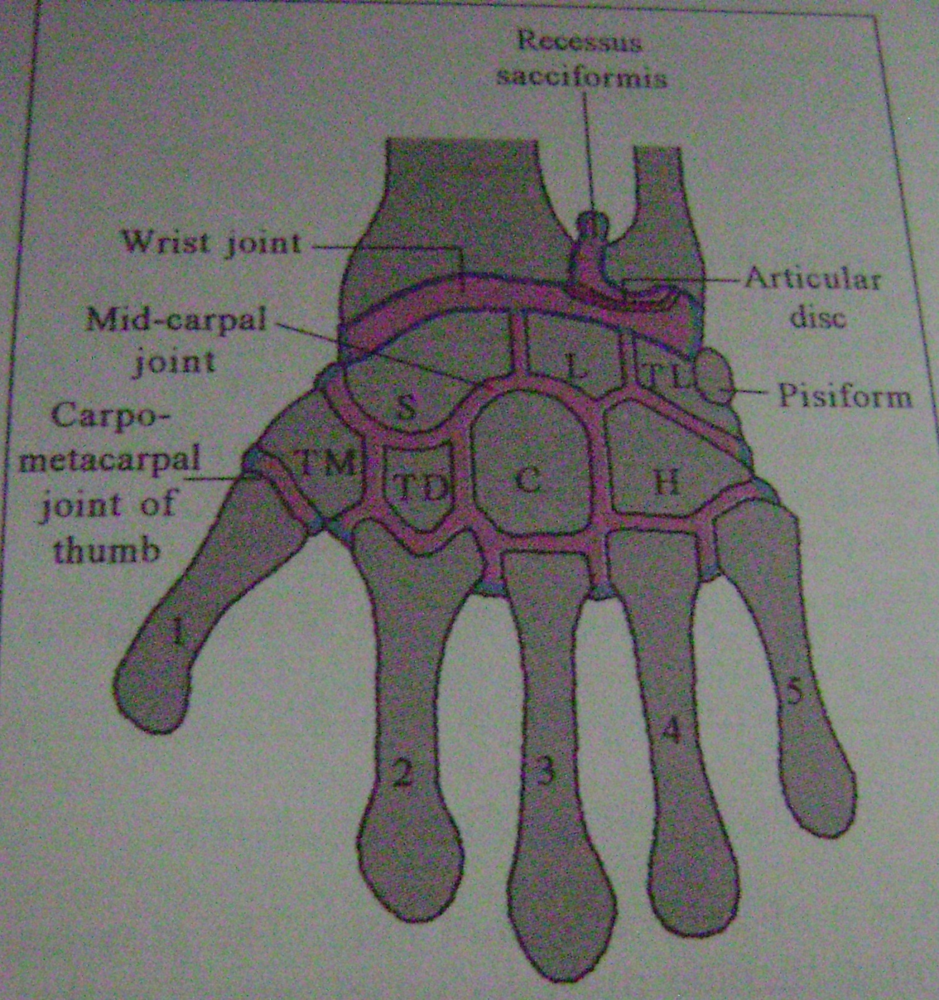 Recessus
sacciformis
Wrist joint
Articular
disc
Mid-carpal
joint
L
TL
Pisiform
S
Carpo-
metacarpal
joint of
thumb
TM
TD
C
H
1
2
3
4
5